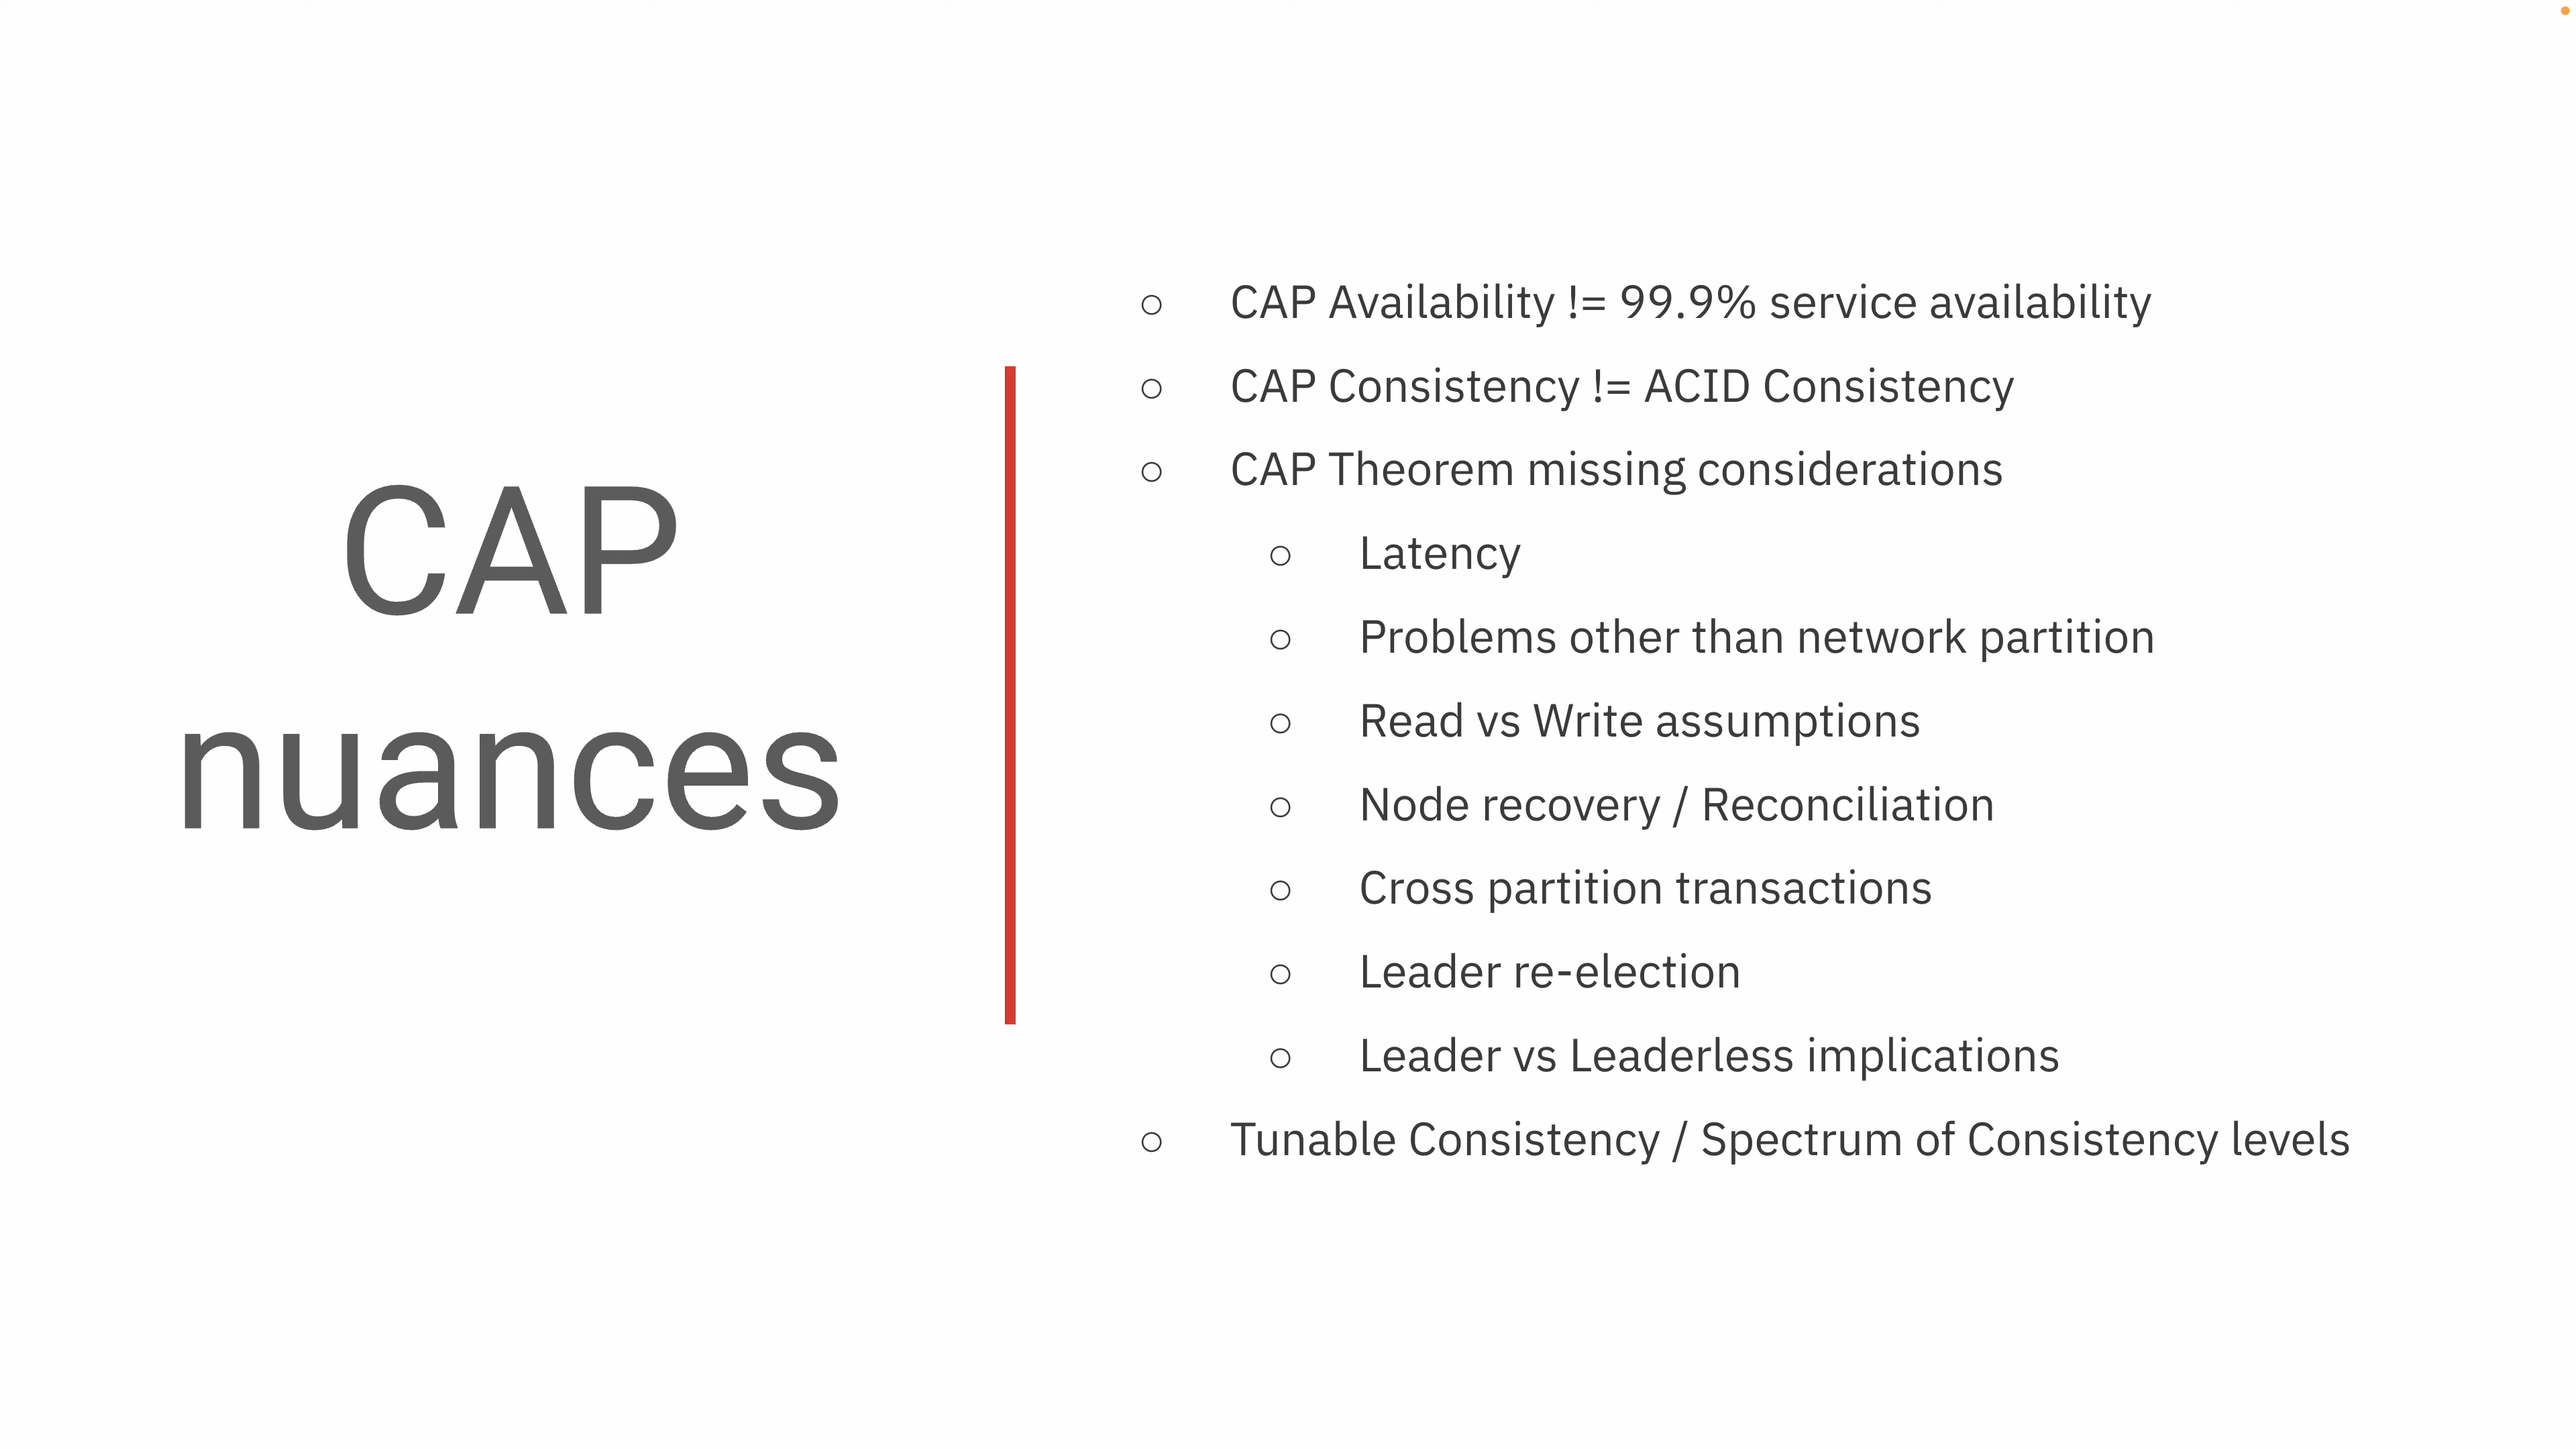 CAP
nuances
CAP Availability != 99.9% service availability
CAP Consistency != ACID Consistency
CAP Theorem missing considerations
Latency
Problems other than network partition
Read vs Write assumptions
Node recovery / Reconciliation
Cross partition transactions
Leader re-election
Leader vs Leaderless implications
Tunable Consistency / Spectrum of Consistency levels